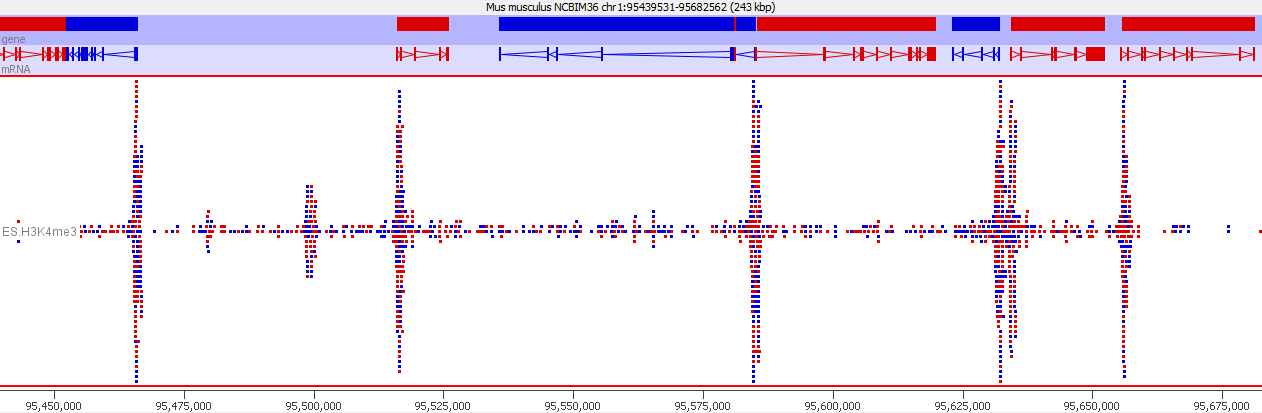 Mus musculus NCBIM36 chr1:95439531-95682562 (243 kbp)
gene
mRNA
ES.H3K4me3
95,450,000 95,475,000 95,500,000 95,525,000 95,550,000 95,575,000 95,600,000 95,625,000 95,650,000 95,675,000